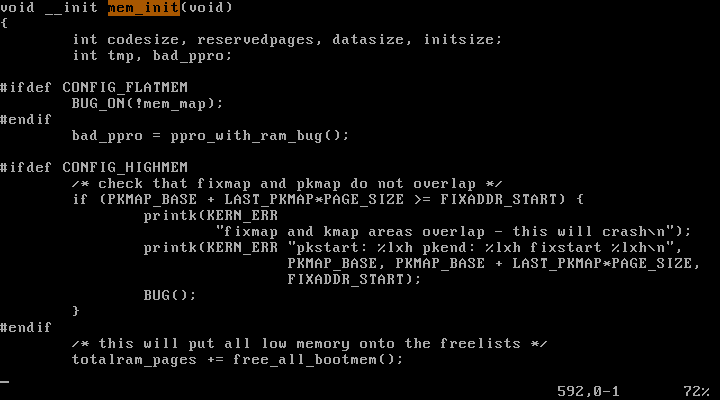 void __init mem_init(void)
{
        int codesize, reservedpages, datasize, initsize;
        int tmp, bad_ppro;

#ifdef CONFIG_FLATMEM
        BUG_ON(!mem_map);
#endif
        bad_ppro = ppro_with_ram_bug();

#ifdef CONFIG_HIGHMEM
        /* check that fixmap and pkmap do not overlap */
        if (PKMAP_BASE + LAST_PKMAP*PAGE_SIZE >= FIXADDR_START) {
                printk(KERN_ERR
                        "fixmap and kmap areas overlap - this will crash\n");
                printk(KERN_ERR "pkstart: %lxh pkend: %lxh fixstart %lxh\n",
                                PKMAP_BASE, PKMAP_BASE + LAST_PKMAP*PAGE_SIZE,
                                FIXADDR_START);
                BUG();
        }
#endif
        /* this will put all low memory onto the freelists */
        totalram_pages += free_all_bootmem();

592,0-1       72%